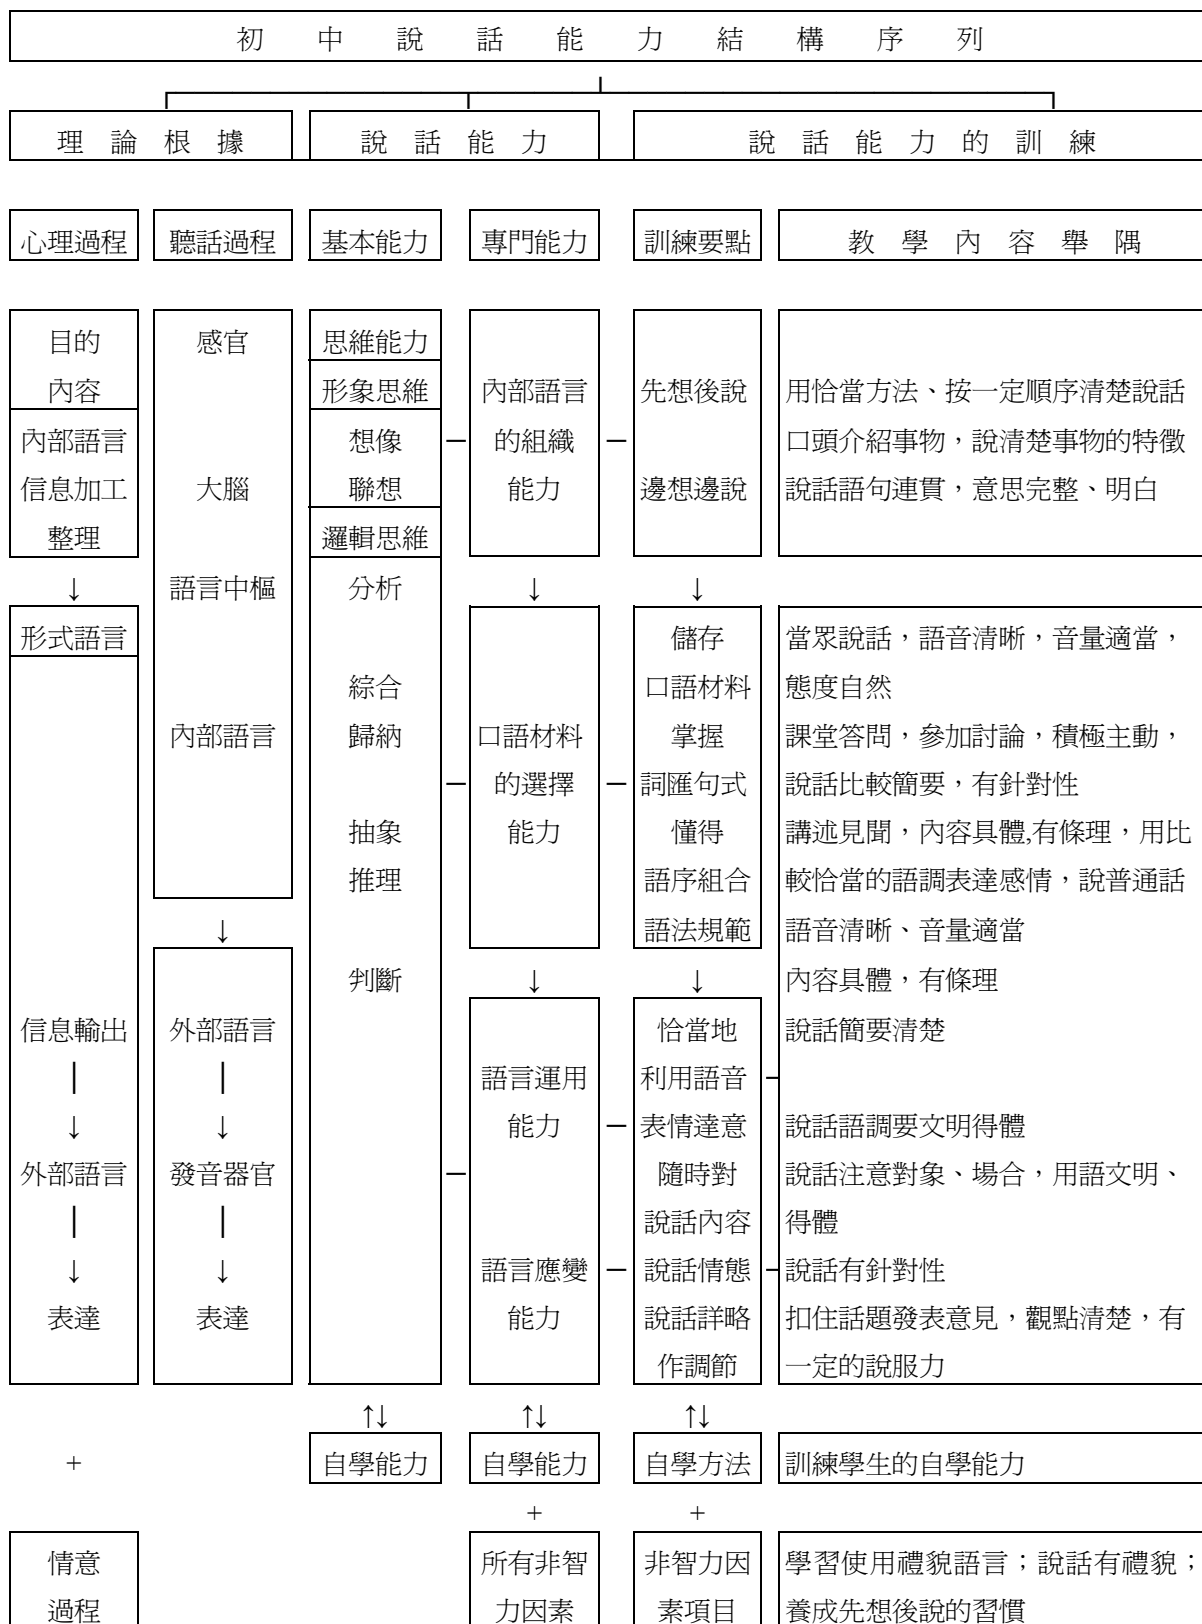 初中說話能力結構序列
理論根據 說話能力 說話能力的訓練
心理過程 聽話過程 基本能力 專門能力 訓練要點 教學內容舉隅
目的 感官 思維能力
內容 形象思維 內部語言 先想後說 用恰當方法、按一定順序清楚說話
內部語言 想像 — 的組織 — 口頭介紹事物,說清楚事物的特徵
信息加工 大腦 聯想 能力 邊想邊說 說話語句連貫,意思完整、明白
整理 邏輯思維
↓ 語言中樞 分析 ↓ ↓
形式語言 儲存 當眾說話,語音清晰,音量適當,
綜合 口語材料 態度自然
內部語言 歸納 口語材料 掌握 課堂答問,參加討論,積極主動,
— 的選擇 — 詞匯句式 說話比較簡要,有針對性
抽象 能力 懂得 講述見聞,內容具體,有條理,用比
推理 語序組合 較恰當的語調表達感情,說普通話
↓ 語法規範 語音清晰、音量適當
判斷 ↓ ↓ 內容具體,有條理
信息輸出 外部語言 恰當地 說話簡要清楚
| | 語言運用 利用語音 —
↓ ↓ 能力 — 表情達意 說話語調要文明得體
外部語言 發音器官 — 隨時對 說話注意對象、場合,用語文明、
| | 說話內容 得體
↓ ↓ 語言應變 — 說話情態 — 說話有針對性
表達 表達 能力 說話詳略 扣住話題發表意見,觀點清楚,有
作調節 一定的說服力
↑↓ ↑↓ ↑↓
+ 自學能力 自學能力 自學方法 訓練學生的自學能力
+ +
情意 所有非智 非智力因 學習使用禮貌語言;說話有禮貌;
過程 力因素 素項目 養成先想後說的習慣